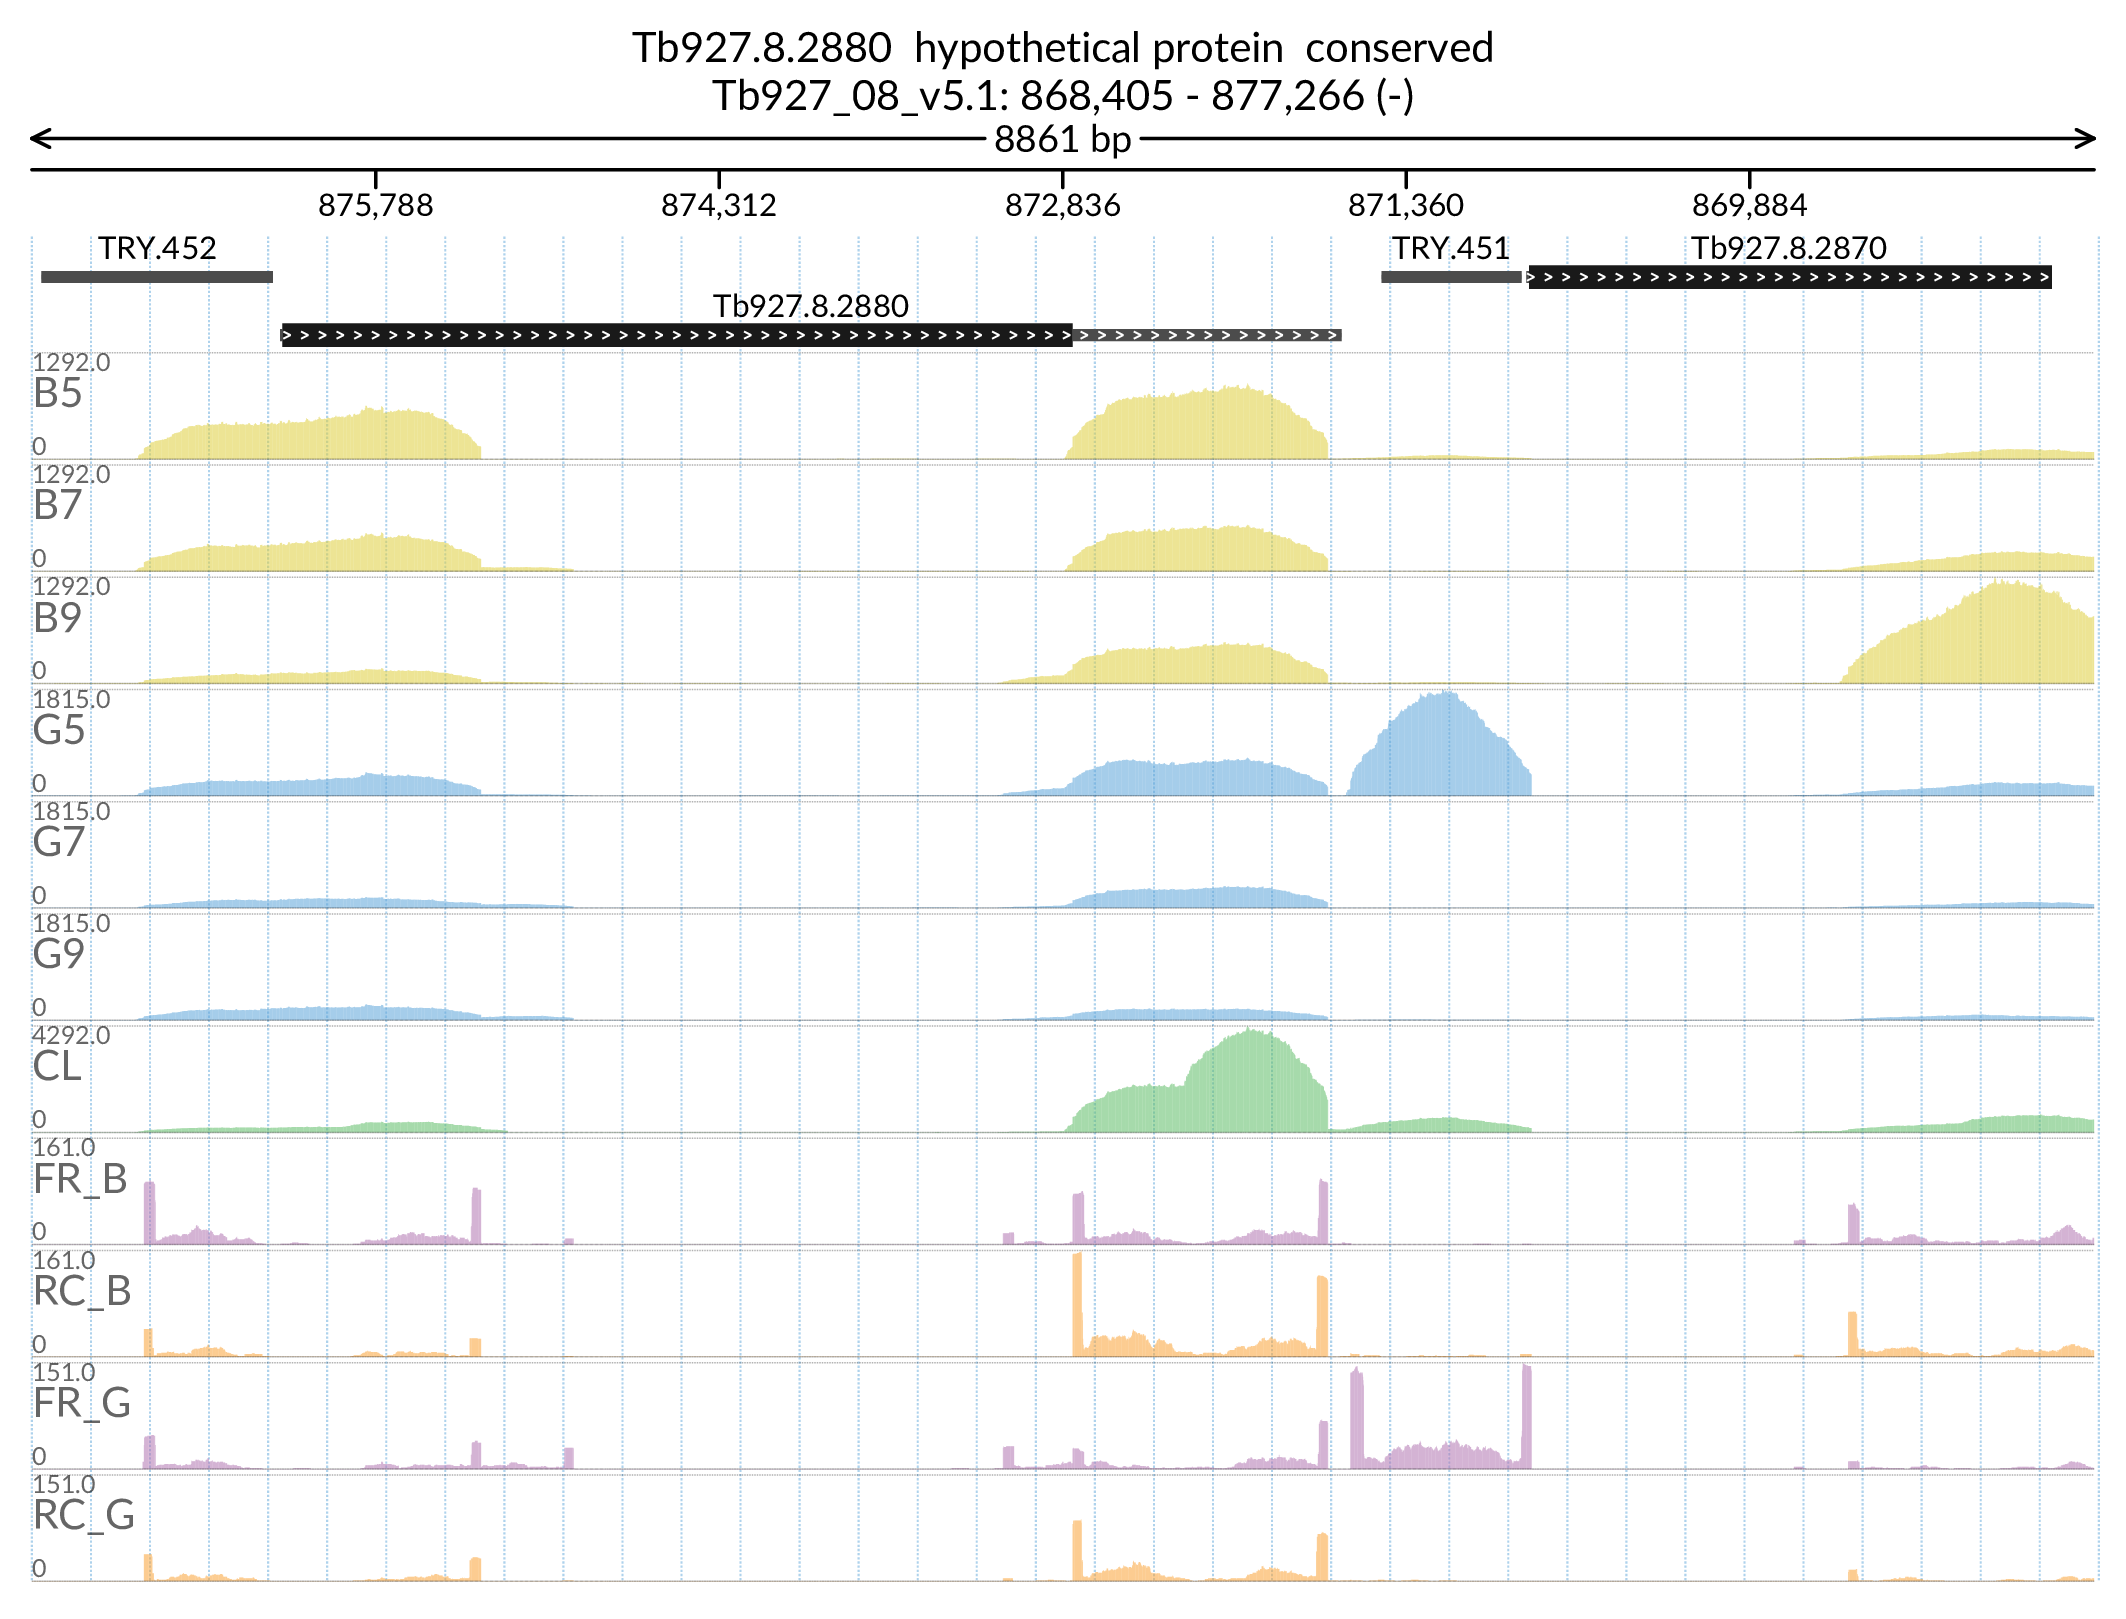 Tb927.8.2880  hypothetical protein  conserved
Tb927_08_v5.1: 868,405 - 877,266 (-)
8861 bp
875,788 874,312 872,836 871,360 869,884
TRY.452 TRY.451 Tb927.8.2870
Tb927.8.2880
1292.0
B5
0
1292.0
B7
0
1292.0
B9
0
1815.0
G5
0
1815.0
G7
0
1815.0
G9
0
4292.0
CL
0
161.0
FR_B
0
161.0
RC_B
0
151.0
FR_G
0
151.0
RC_G
0